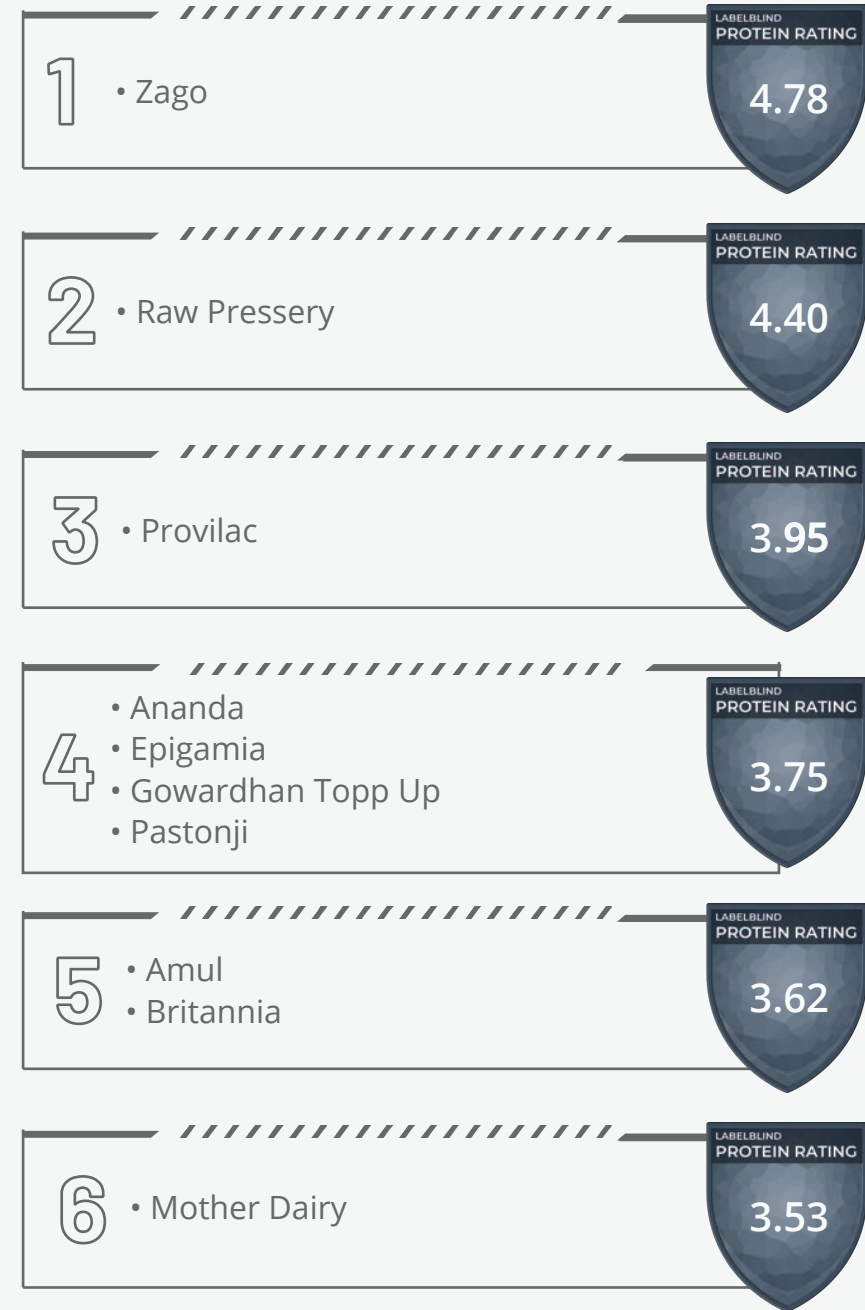 1
• Zago
LABELBLIND
PROTEIN RATING
4.78
2
• Raw Pressery
LABELBLIND
PROTEIN RATING
4.40
3
• Provilac
LABELBLIND
PROTEIN RATING
3.95
4
• Ananda
• Epigamia
• Gowardhan Topp Up
• Pastonji
LABELBLIND
PROTEIN RATING
3.75
5
• Amul
• Britannia
LABELBLIND
PROTEIN RATING
3.62
6
• Mother Dairy
LABELBLIND
PROTEIN RATING
3.53